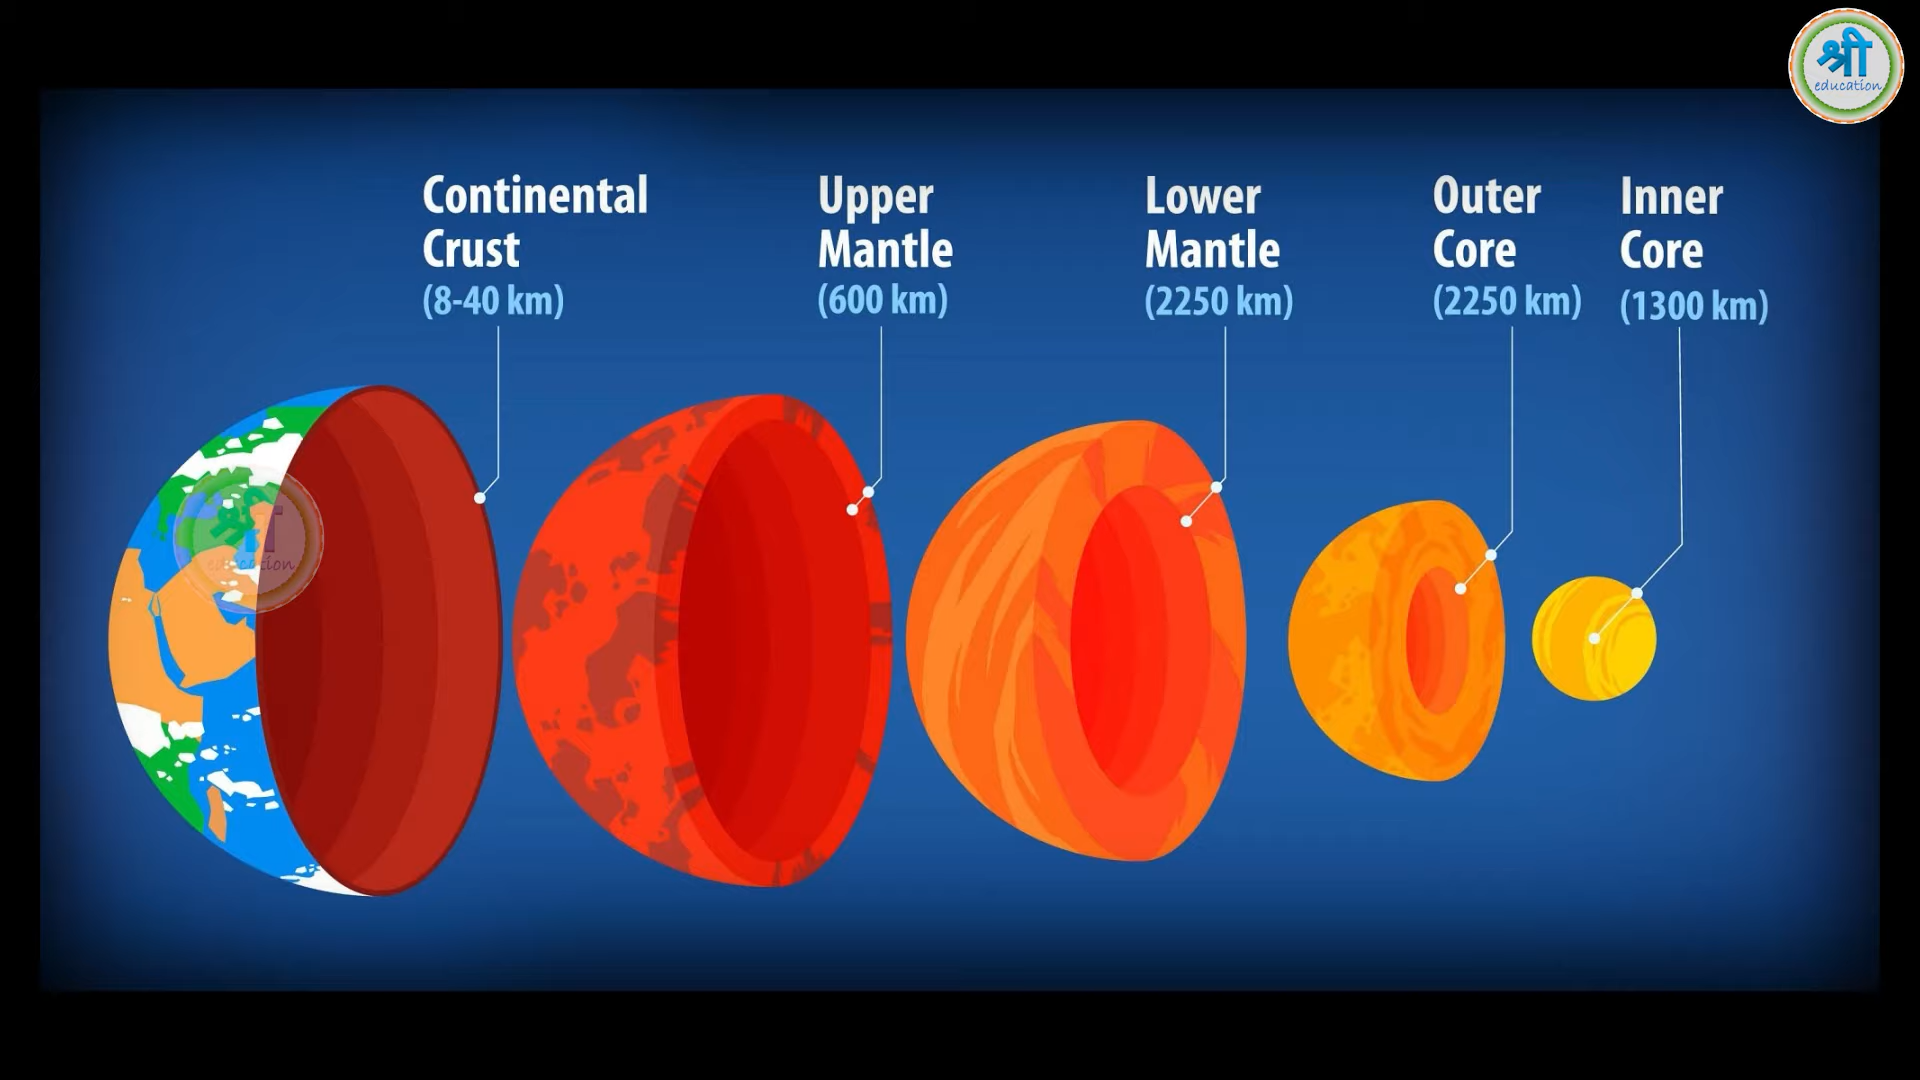 श्री
education
Continental
Crust
(8-40 km)
Upper
Mantle
(600 km)
Lower
Mantle
(2250 km)
Outer
Core
(2250 km)
Inner
Core
(1300 km)
श्री
education